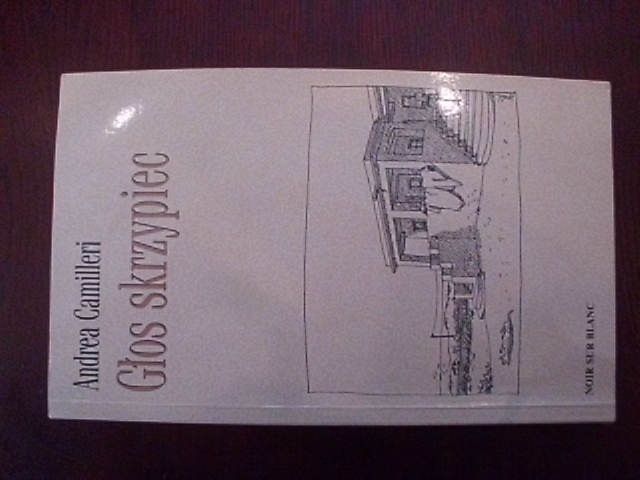 Andrea Camilleri
Głos skrzypiec
NOIR SUR BLANC